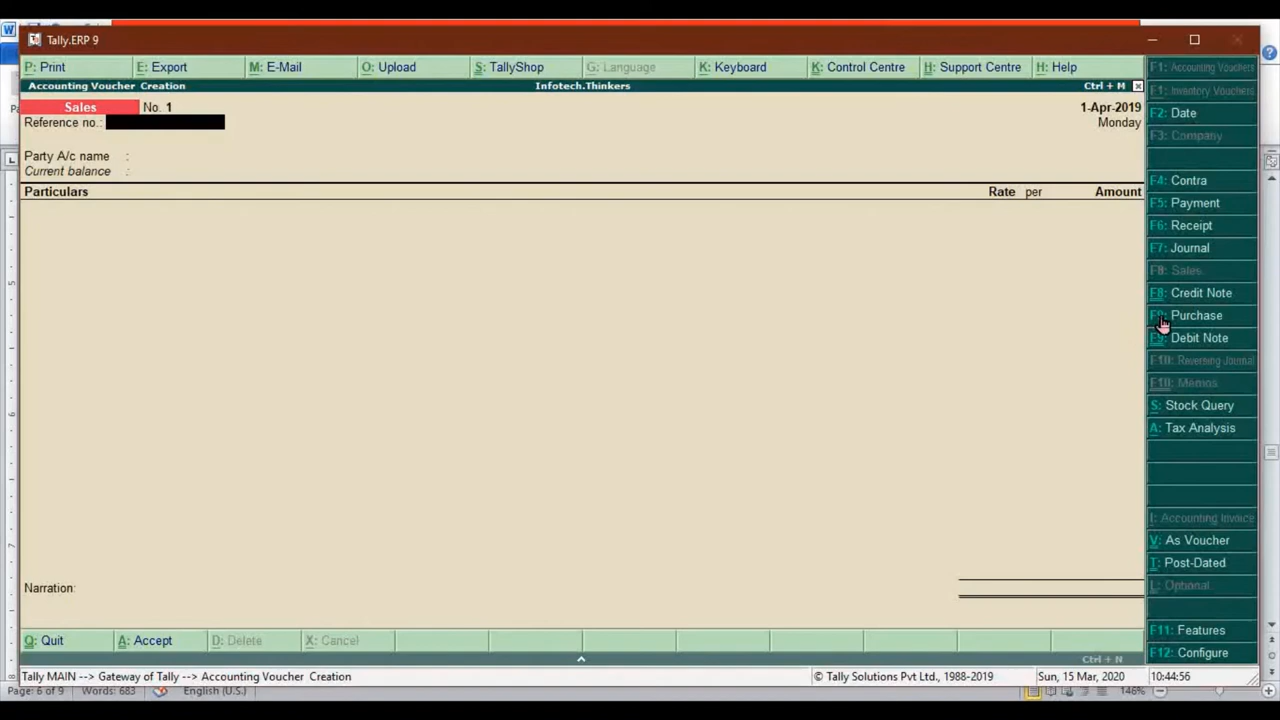 Tally.ERP 9
P: Print
E: Export
M: E-Mail
O: Upload
S: TallyShop
G: Language
K: Keyboard
K: Control Centre
H: Support Centre
H: Help
Accounting Voucher Creation
Infotech.Thinkers
Ctrl + M
Sales
No. 1
1-Apr-2019
Reference no.:
Monday
Party A/c name :
Current balance :
Particulars
Rate per
Amount
Narration:
F1: Accounting Vouchers
F1: Inventory Vouchers
F2: Date
F3: Company
F4: Contra
F5: Payment
F6: Receipt
F7: Journal
F8: Sales
F8: Credit Note
F9: Purchase
F9: Debit Note
F10: Reversing Journal
F10: Memos
S: Stock Query
A: Tax Analysis
I: Accounting Invoice
V: As Voucher
T: Post-Dated
L: Optional
F11: Features
F12: Configure
Q: Quit
A: Accept
D: Delete
X: Cancel
Ctrl + N
Tally MAIN --> Gateway of Tally --> Accounting Voucher Creation
© Tally Solutions Pvt Ltd., 1988-2019
Sun, 15 Mar, 2020
10:44:56
Page: 6 of 9
Words: 683
English (U.S.)
146%